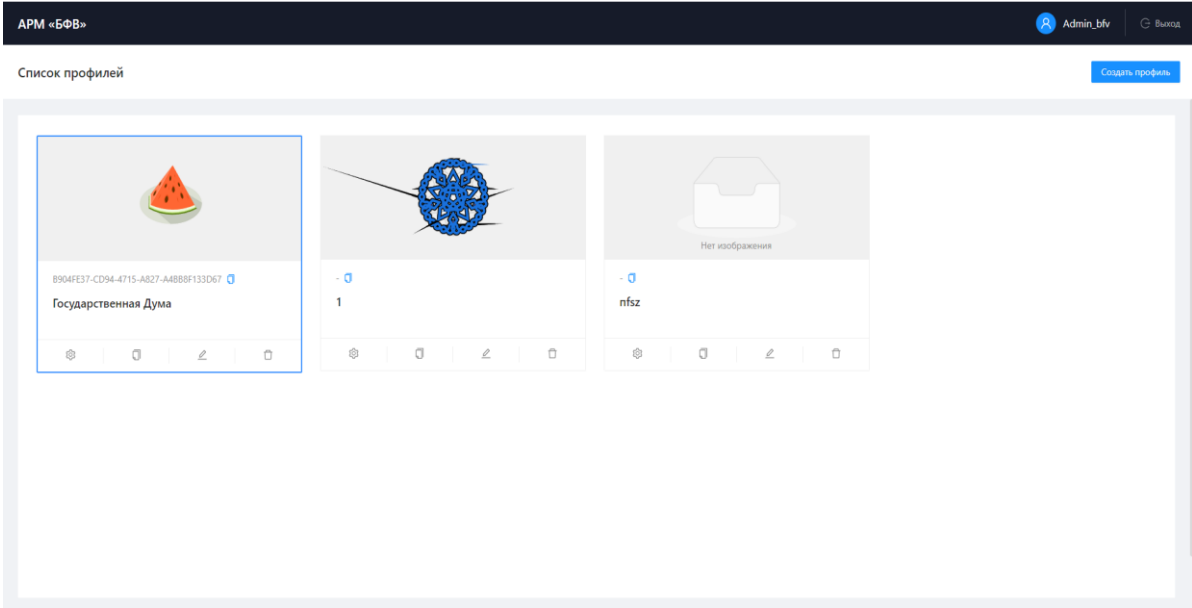 АРМ «БФВ»
Admin_bfv
Выход
Список профилей
Создать профиль
Нет изображения
B904FE37-CD94-4715-A827-A4BB8F133D67
Государственная Дума
-
1
-
nfsz